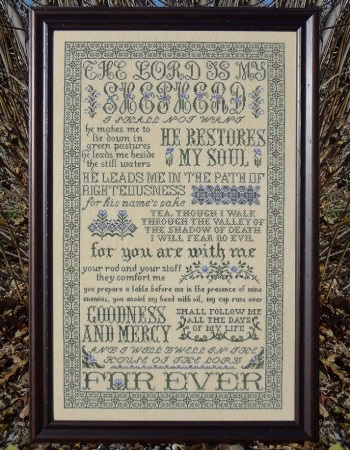 THE LORD IS MY
SHEPHERD
I SHALL NOT WANT
he makes me to
lie down in
green pastures
he leads me beside
the still waters
HE RESTORES
MY SOUL
HE LEADS ME IN THE PATH OF
RIGHTEOUSNESS
for his name's sake
YEA, THOUGH I WALK
THROUGH THE VALLEY OF
THE SHADOW OF DEATH
I WILL FEAR NO EVIL
for you are with me
your rod and your staff
they comfort me
you prepare a table before me in the presence of mine
enemies, you anoint my head with oil, my cup runs over
GOODNESS
AND MERCY
SHALL FOLLOW ME
ALL THE DAYS
OF MY LIFE
AND I WILL DWELL IN THE
HOUSE OF THE LORD
FOR EVER